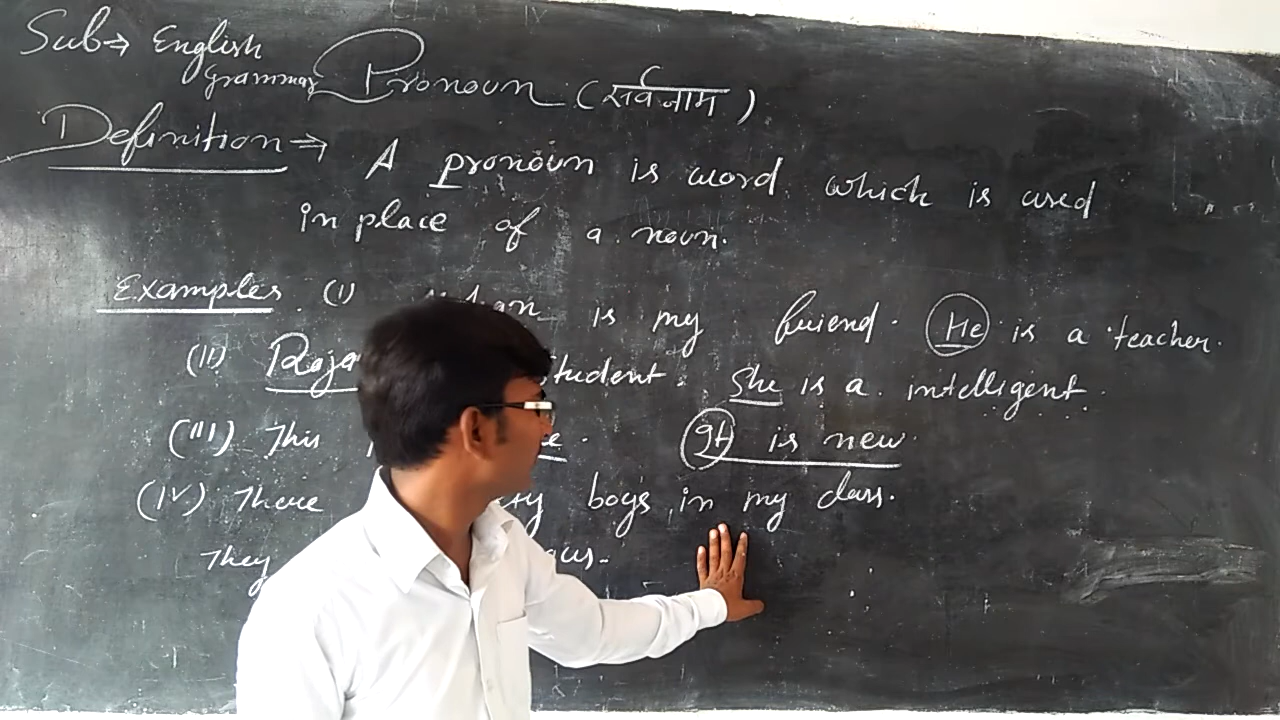 Sub→ English
Grammar Pronoun (सर्वनाम)
Definition ⇒ A pronoun is word which is used
in place of a noun.
Examples (I) is my friend. He is a teacher.
(II) student. She is a intelligent.
(III) This It is new.
(IV) There boys in my class.
They